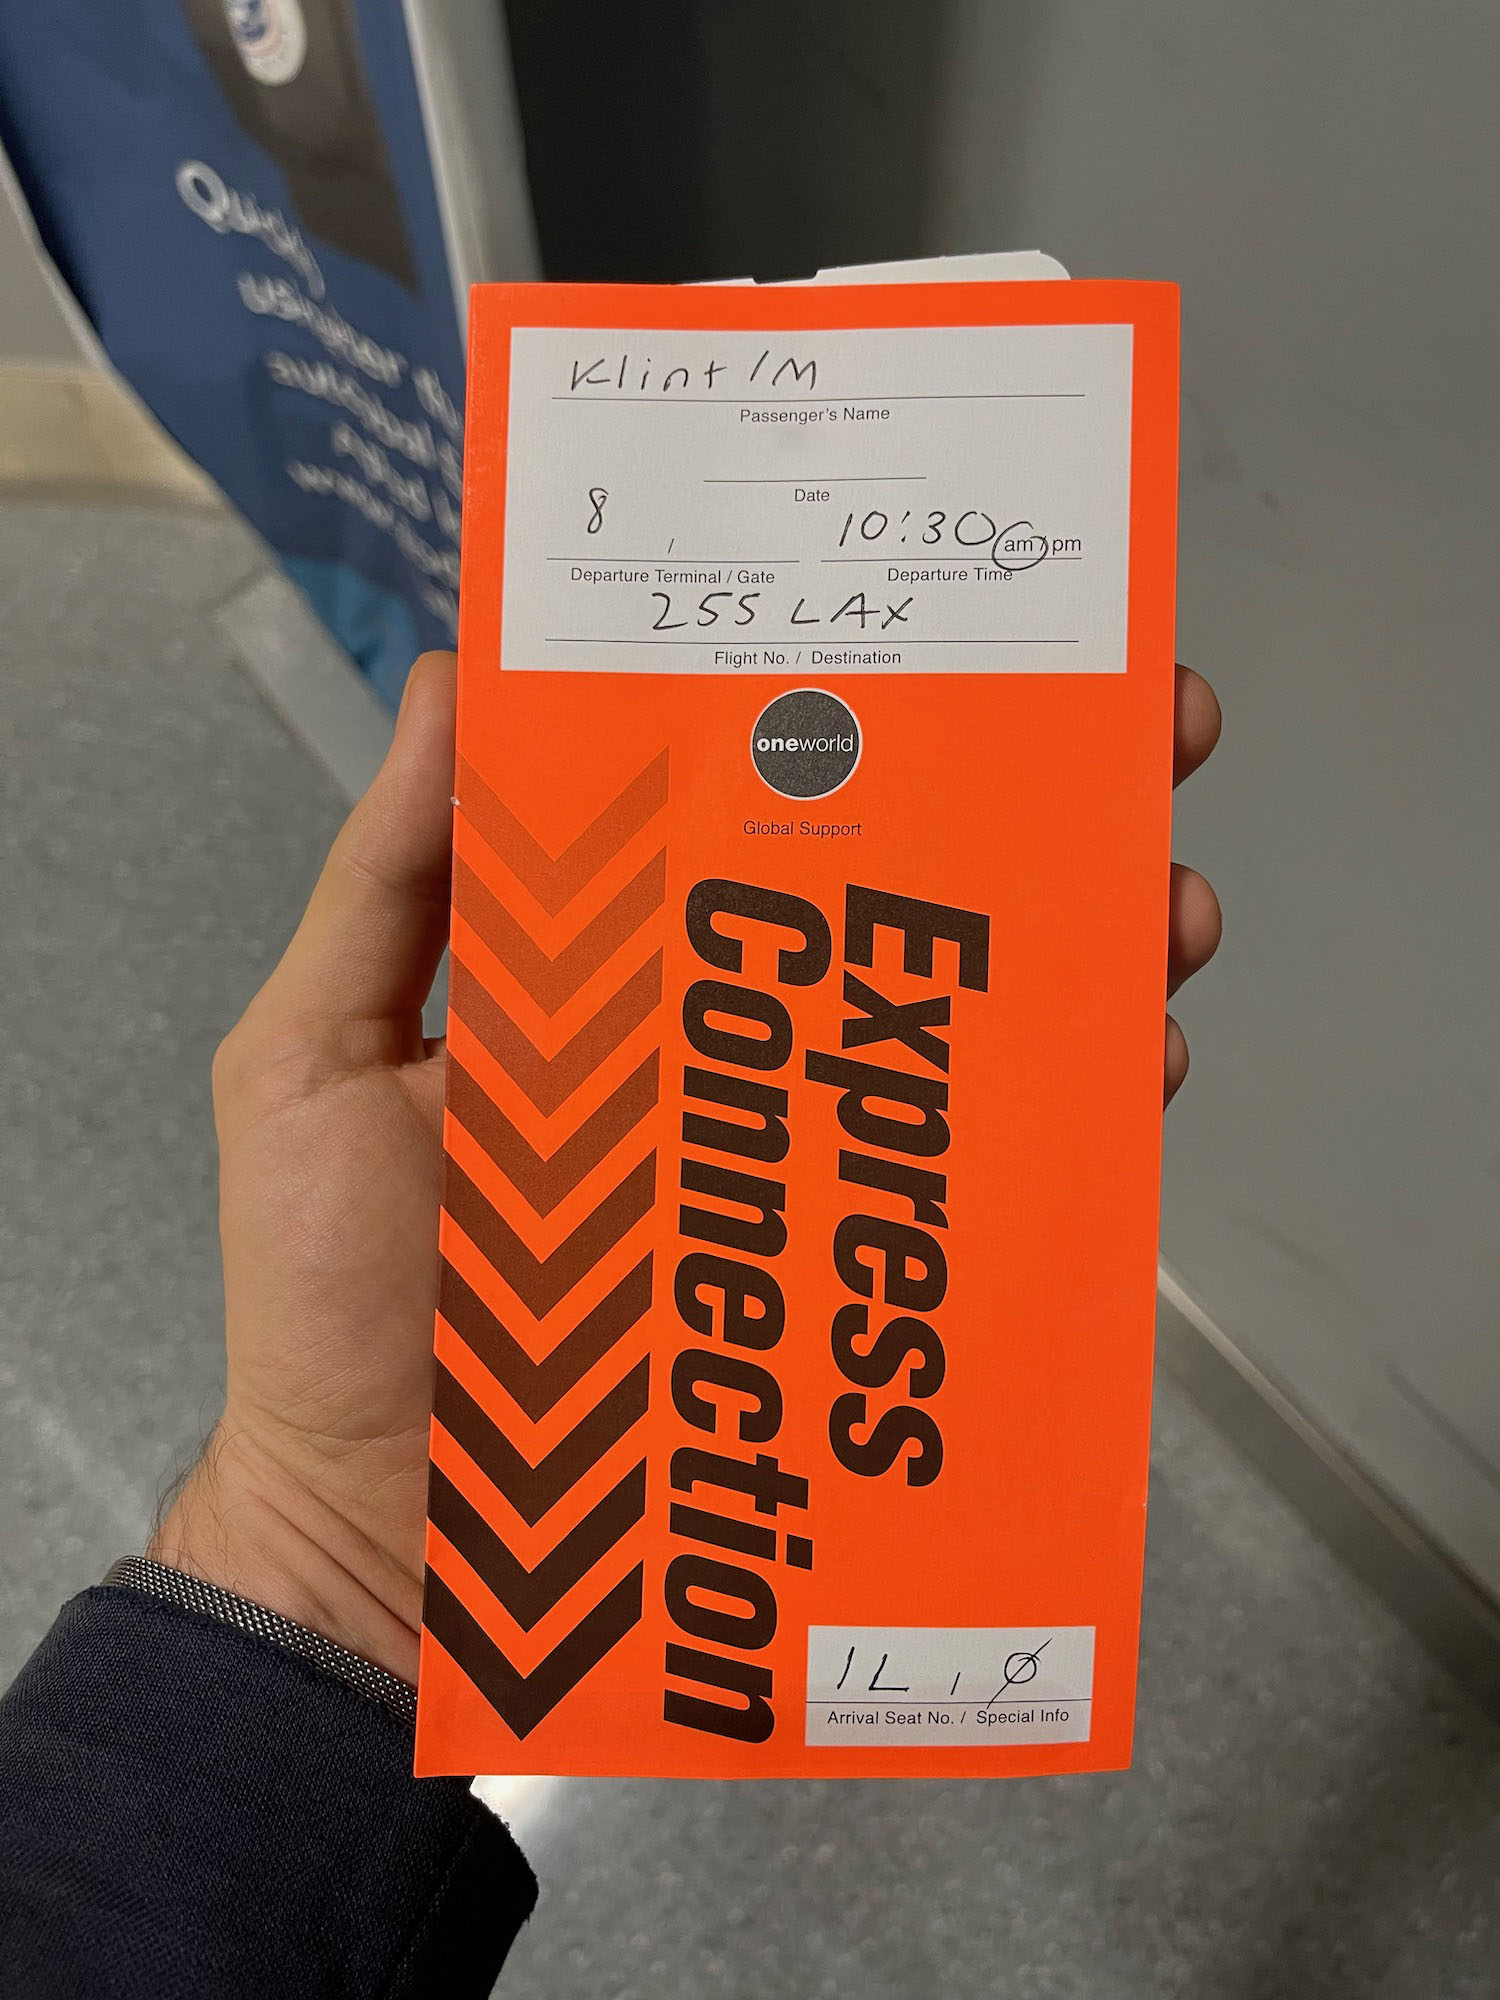 Klint/M
Passenger's Name
Date
8 /
Departure Terminal / Gate
10:30 am / pm
Departure Time
255 LAX
Flight No. / Destination
oneworld
Global Support
Express
Connection
1L / Ø
Arrival Seat No. / Special Info